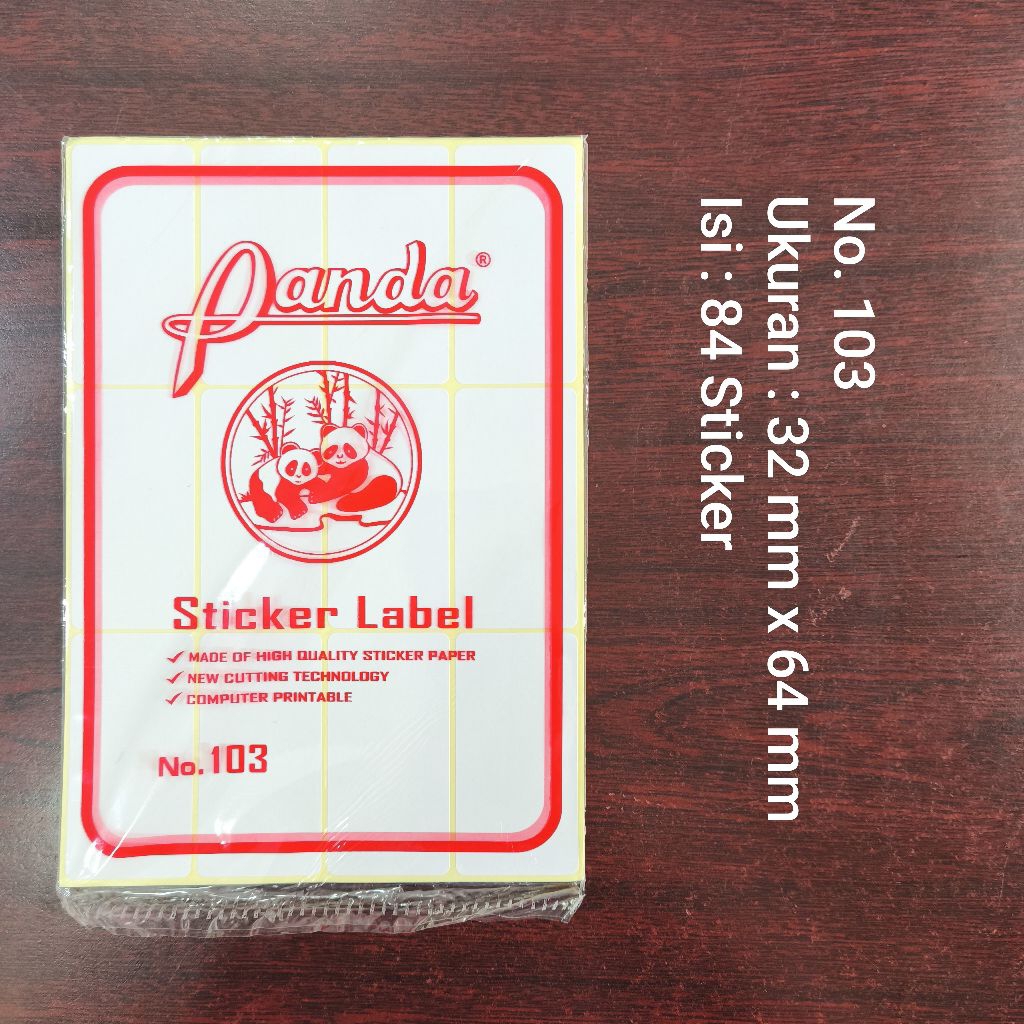 Panda®
Sticker Label
✓ MADE OF HIGH QUALITY STICKER PAPER
✓ NEW CUTTING TECHNOLOGY
✓ COMPUTER PRINTABLE
No.103
No. 103
Ukuran : 32 mm x 64 mm
Isi : 84 Sticker